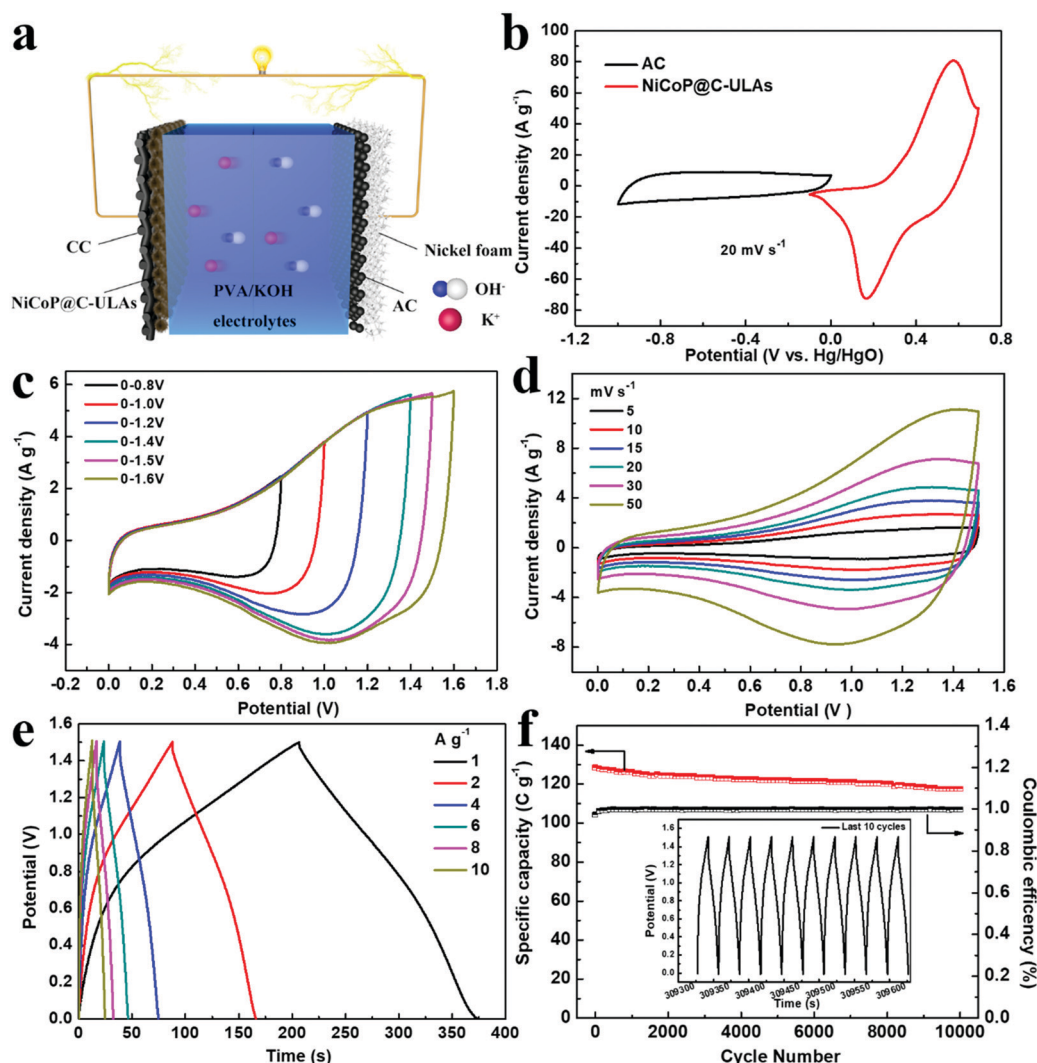 a
CC
NiCoP@C-ULAs
PVA/KOH
electrolytes
Nickel foam
AC
OH-
K+
b
AC
NiCoP@C-ULAs
20 mV s-1
Current density (A g-1)
100
80
60
40
20
0
-20
-40
-60
-80
-1.2 -0.8 -0.4 0.0 0.4 0.8
Potential (V vs. Hg/HgO)
c
0-0.8V
0-1.0V
0-1.2V
0-1.4V
0-1.5V
0-1.6V
Current density (A g-1)
6
4
2
0
-2
-4
-0.2 0.0 0.2 0.4 0.6 0.8 1.0 1.2 1.4 1.6 1.8
Potential (V)
d
mV s-1
5
10
15
20
30
50
Current density (A g-1)
12
8
4
0
-4
-8
0.0 0.2 0.4 0.6 0.8 1.0 1.2 1.4 1.6
Potential (V )
e
A g-1
1
2
4
6
8
10
Potential (V)
1.6
1.4
1.2
1.0
0.8
0.6
0.4
0.2
0.0
0 50 100 150 200 250 300 350 400
Time (s)
f
Specific capacity (C g-1)
140
130
120
110
100
90
80
70
60
50
40
30
0 2000 4000 6000 8000 10000
Cycle Number
Coulombic efficency (%)
1.4
1.2
1.0
0.8
0.6
0.4
0.2
0.0
Last 10 cycles
Potential (V)
1.6
1.4
1.2
1.0
0.8
0.6
0.4
0.2
0.0
309300 309350 309400 309450 309500 309550 309600
Time (s)